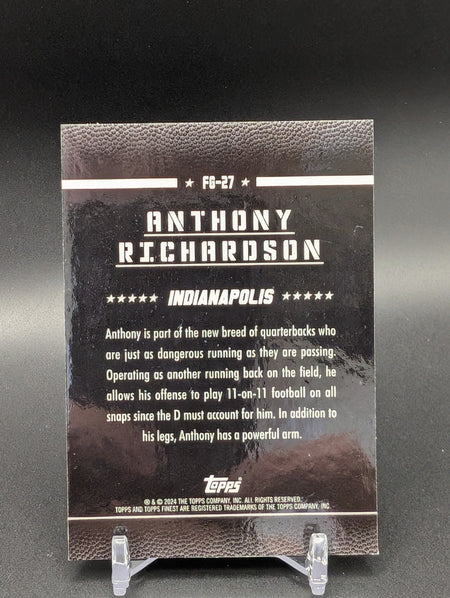 ★ FG-27 ★
ANTHONY
RICHARDSON
★★★★★ INDIANAPOLIS ★★★★★
Anthony is part of the new breed of quarterbacks who
are just as dangerous running as they are passing.
Operating as another running back on the field, he
allows his offense to play 11-on-11 football on all
snaps since the D must account for him. In addition to
his legs, Anthony has a powerful arm.
topps
® & © 2024 THE TOPPS COMPANY, INC. ALL RIGHTS RESERVED.
TOPPS AND TOPPS FINEST ARE REGISTERED TRADEMARKS OF THE TOPPS COMPANY, INC.